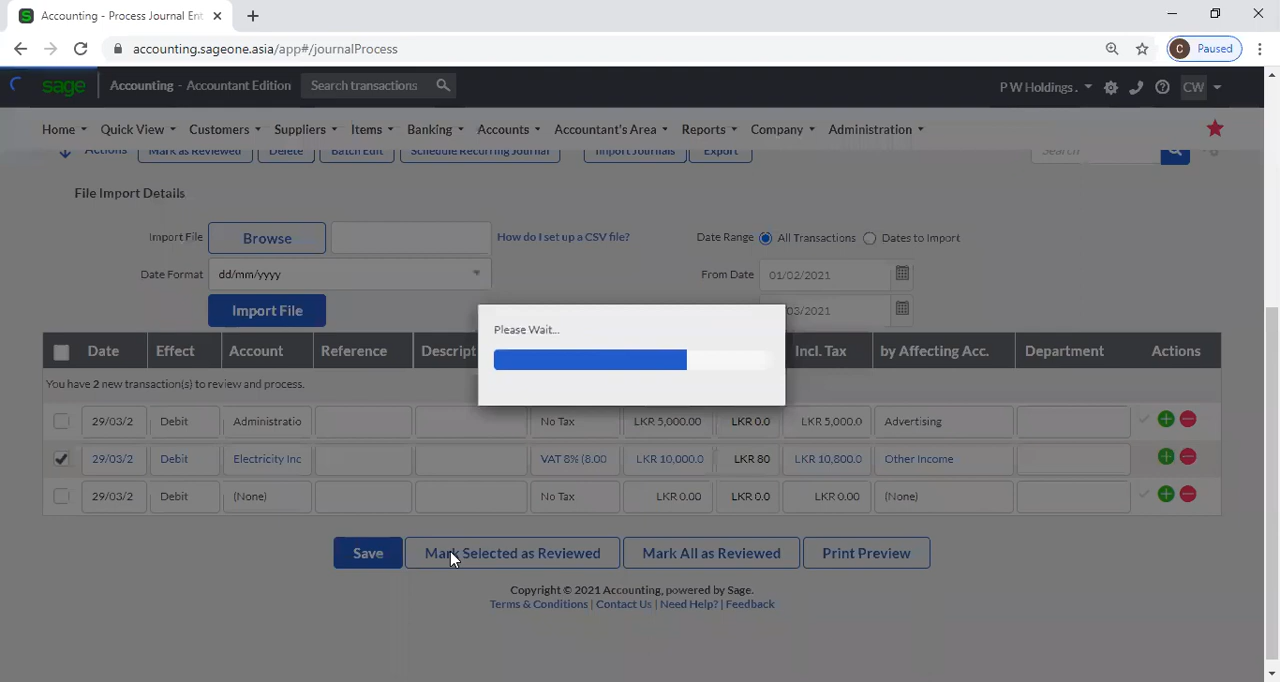 Accounting - Process Journal Ent
accounting.sageone.asia/app#/journalProcess
Paused
sage Accounting - Accountant Edition Search transactions P W Holdings . CW
Home Quick View Customers Suppliers Items Banking Accounts Accountant's Area Reports Company Administration
Actions Mark as Reviewed Delete Batch Edit Schedule Recurring Journal Import Journals Export Search
File Import Details
Import File Browse How do I set up a CSV file? Date Range All Transactions Dates to Import
Date Format dd/mm/yyyy From Date 01/02/2021
Import File 03/2021
Please Wait...
Date Effect Account Reference Descript Incl. Tax by Affecting Acc. Department Actions
You have 2 new transaction(s) to review and process.
29/03/2 Debit Administratio No Tax LKR 5,000.00 LKR 0.0 LKR 5,000.0 Advertising
29/03/2 Debit Electricity Inc VAT 8% (8.00 LKR 10,000.0 LKR 80 LKR 10,800.0 Other Income
29/03/2 Debit (None) No Tax LKR 0.00 LKR 0.0 LKR 0.00 (None)
Save Mark Selected as Reviewed Mark All as Reviewed Print Preview
Copyright © 2021 Accounting, powered by Sage.
Terms & Conditions | Contact Us | Need Help? | Feedback